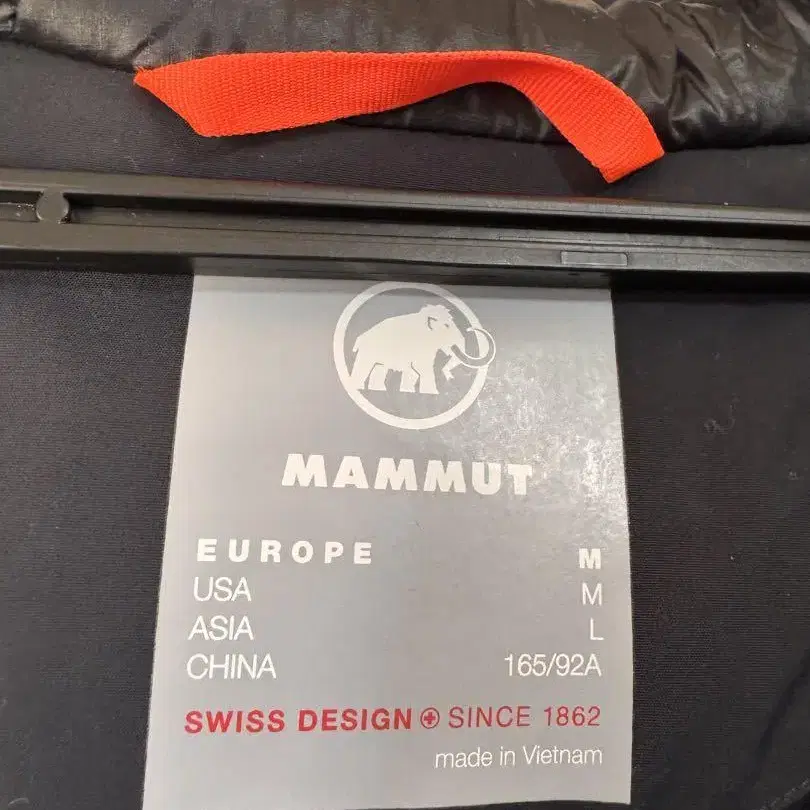 MAMMUT
EUROPE M
USA M
ASIA L
CHINA 165/92A
SWISS DESIGN + SINCE 1862
made in Vietnam